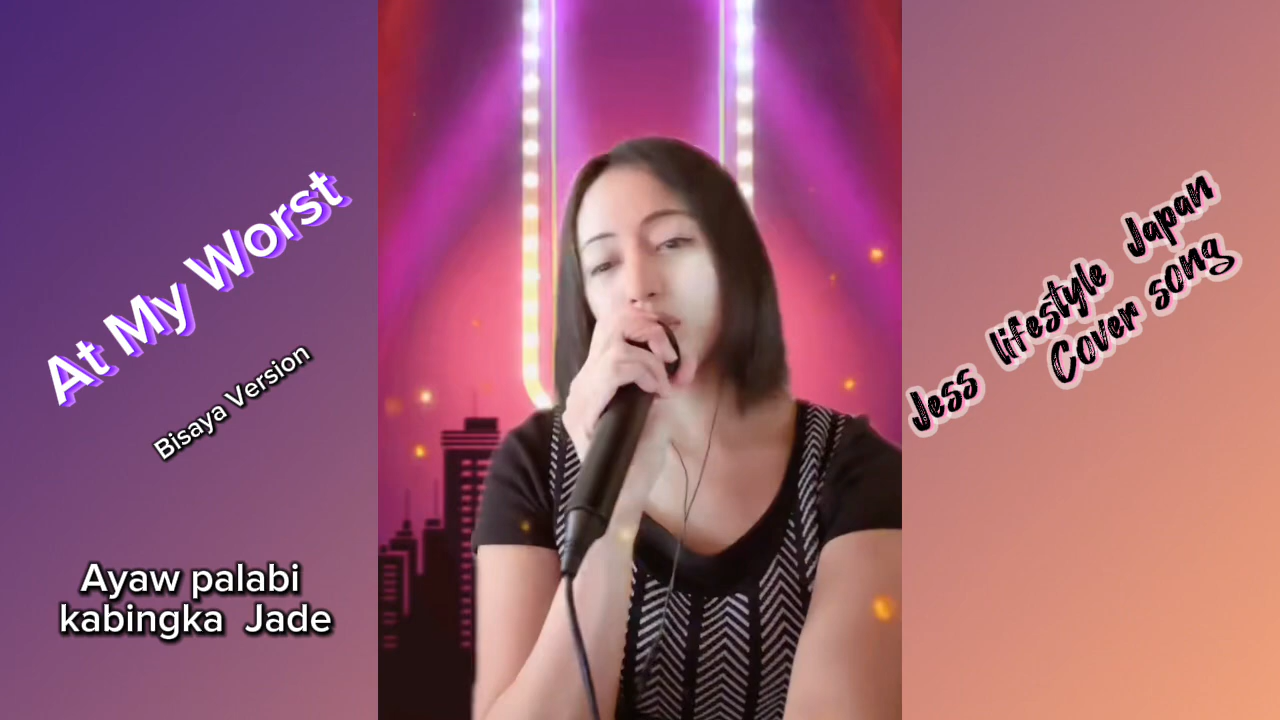 At My Worst
Bisaya Version
Ayaw palabi
kabingka Jade
Jess lifestyle Japan
Cover song